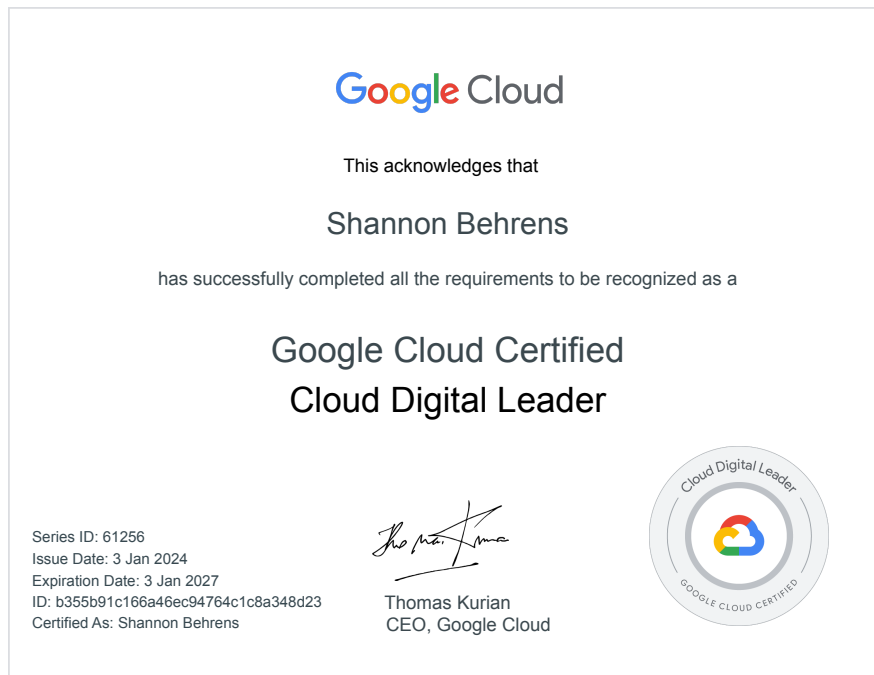 Google Cloud
This acknowledges that
Shannon Behrens
has successfully completed all the requirements to be recognized as a
Google Cloud Certified
Cloud Digital Leader
Series ID: 61256
Issue Date: 3 Jan 2024
Expiration Date: 3 Jan 2027
ID: b355b91c166a46ec94764c1c8a348d23
Certified As: Shannon Behrens
Thomas Kurian
CEO, Google Cloud
Cloud Digital Leader
GOOGLE CLOUD CERTIFIED